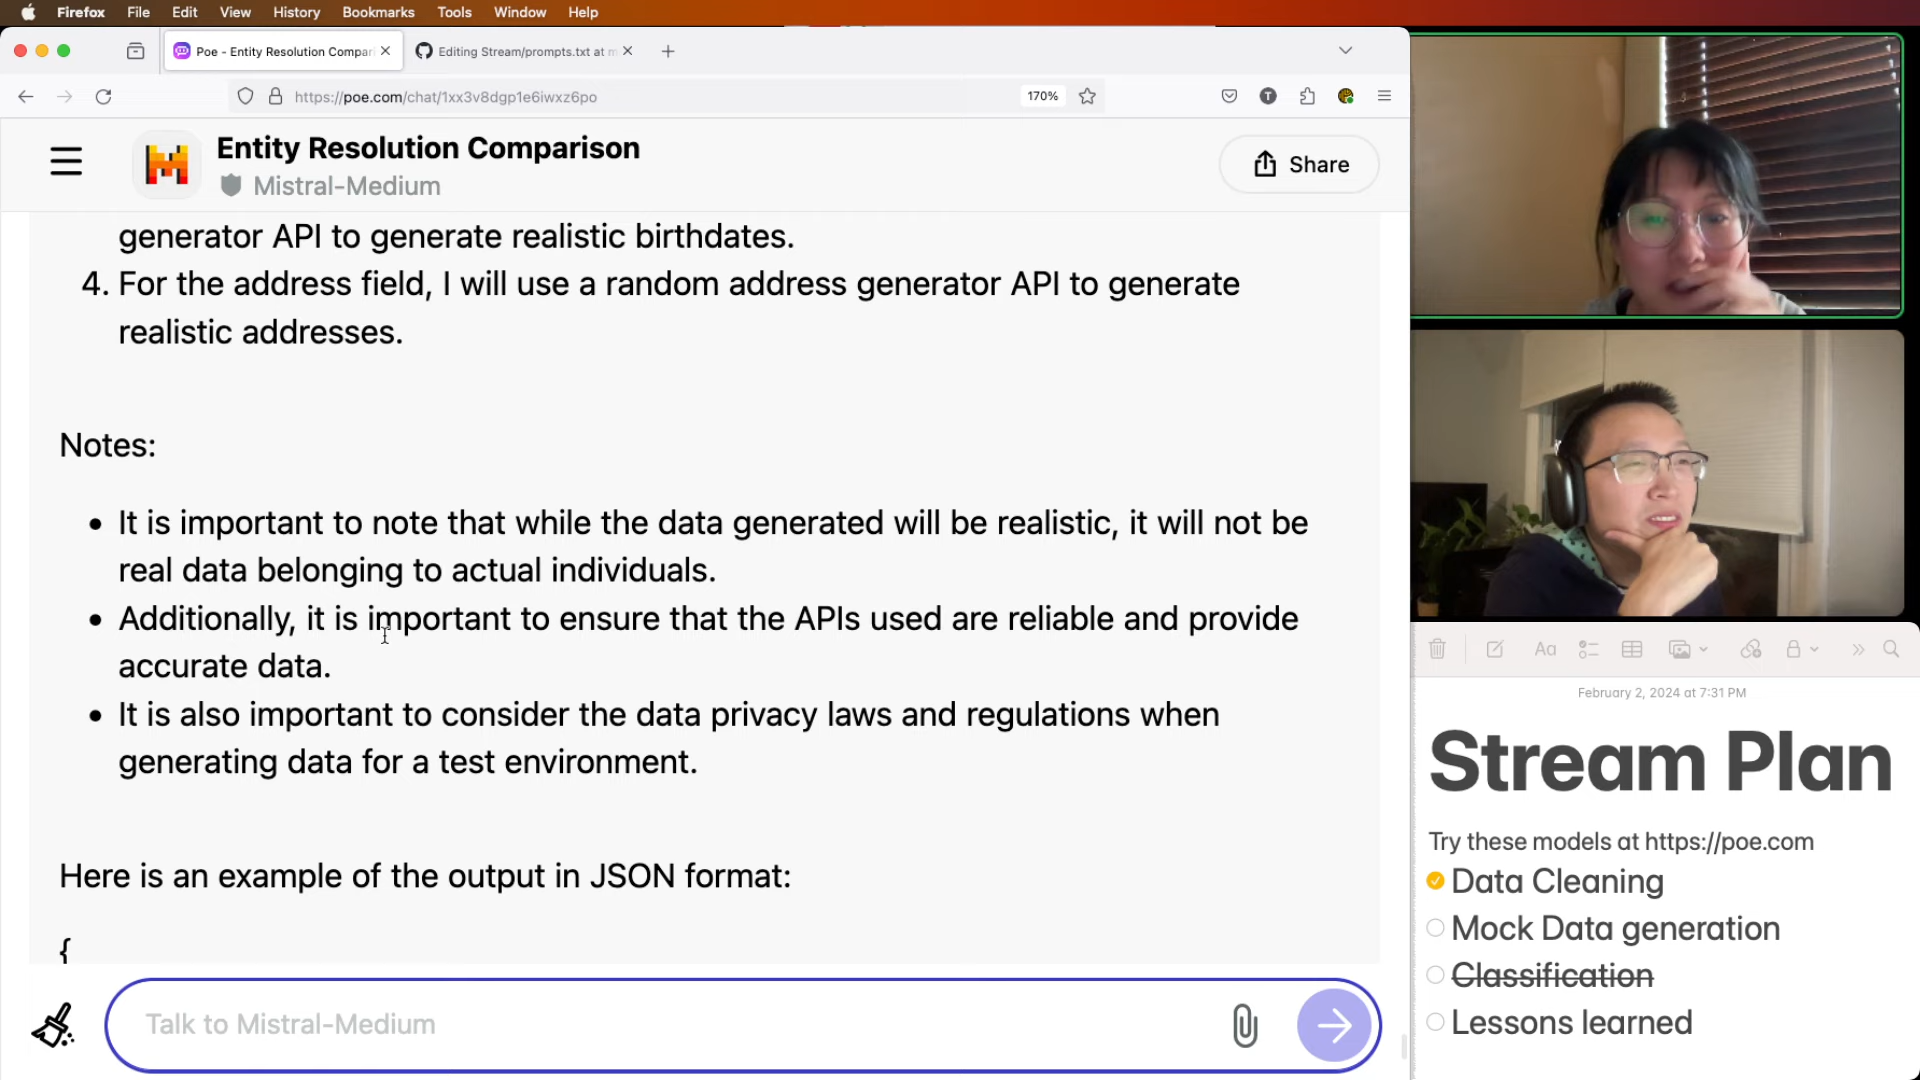 Firefox File Edit View History Bookmarks Tools Window Help
Poe - Entity Resolution Compar
Editing Stream/prompts.txt at m
https://poe.com/chat/1xx3v8dgp1e6iwxz6po
170%
T
Entity Resolution Comparison
Mistral-Medium
Share
generator API to generate realistic birthdates.
4. For the address field, I will use a random address generator API to generate
realistic addresses.
Notes:
• It is important to note that while the data generated will be realistic, it will not be
real data belonging to actual individuals.
• Additionally, it is important to ensure that the APIs used are reliable and provide
accurate data.
• It is also important to consider the data privacy laws and regulations when
generating data for a test environment.
Here is an example of the output in JSON format:
{
Talk to Mistral-Medium
Aa
February 2, 2024 at 7:31 PM
Stream Plan
Try these models at https://poe.com
Data Cleaning
Mock Data generation
Classification
Lessons learned